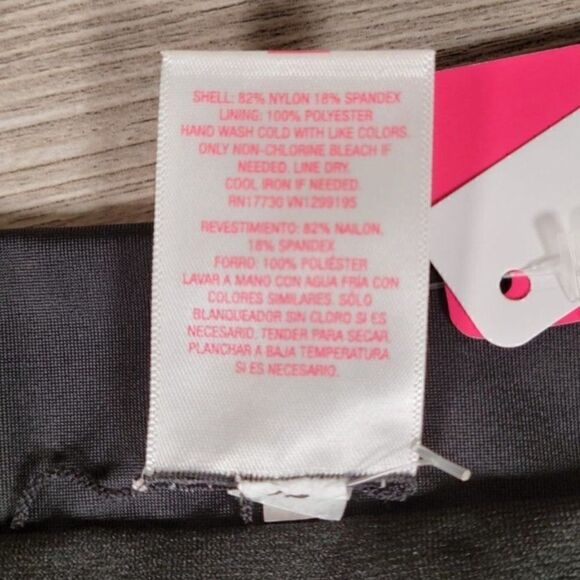 SHELL: 82% NYLON 18% SPANDEX
LINING: 100% POLYESTER
HAND WASH COLD WITH LIKE COLORS.
ONLY NON-CHLORINE BLEACH IF
NEEDED. LINE DRY.
COOL IRON IF NEEDED.
RN17730 VN1299195
REVESTIMIENTO: 82% NAILON,
18% SPANDEX
FORRO: 100% POLIÉSTER
LAVAR A MANO CON AGUA FRÍA CON
COLORES SIMILARES. SÓLO
BLANQUEADOR SIN CLORO SI ES
NECESARIO. TENDER PARA SECAR.
PLANCHAR A BAJA TEMPERATURA
SI ES NECESARIO.